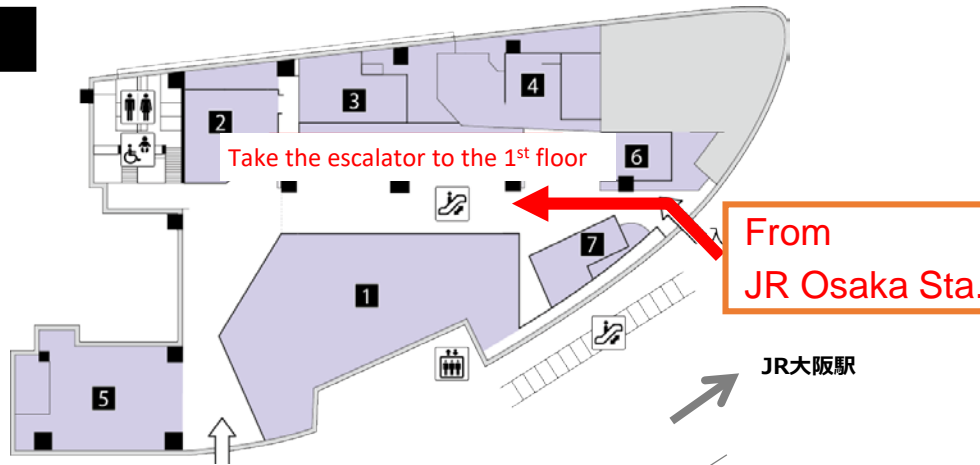 2
3
4
Take the escalator to the 1st floor
6
From
JR Osaka Sta.
入
7
1
JR大阪駅
5